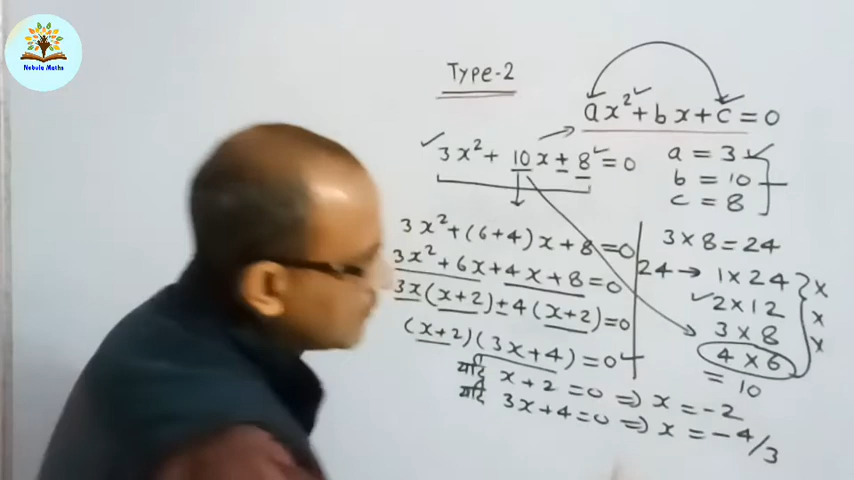 Nebula Maths
Type-2
ax²+bx+c=0
3x²+10x+8=0
a=3
b=10
c=8
3x²+(6+4)x+8=0
3x²+6x+4x+8=0
3x(x+2)+4(x+2)=0
(x+2)(3x+4)=0
यदि x+2=0 ⇒ x=-2
यदि 3x+4=0 ⇒ x=-4/3
3×8=24
24→1×24 x
2×12 x
3×8 x
4×6
=10